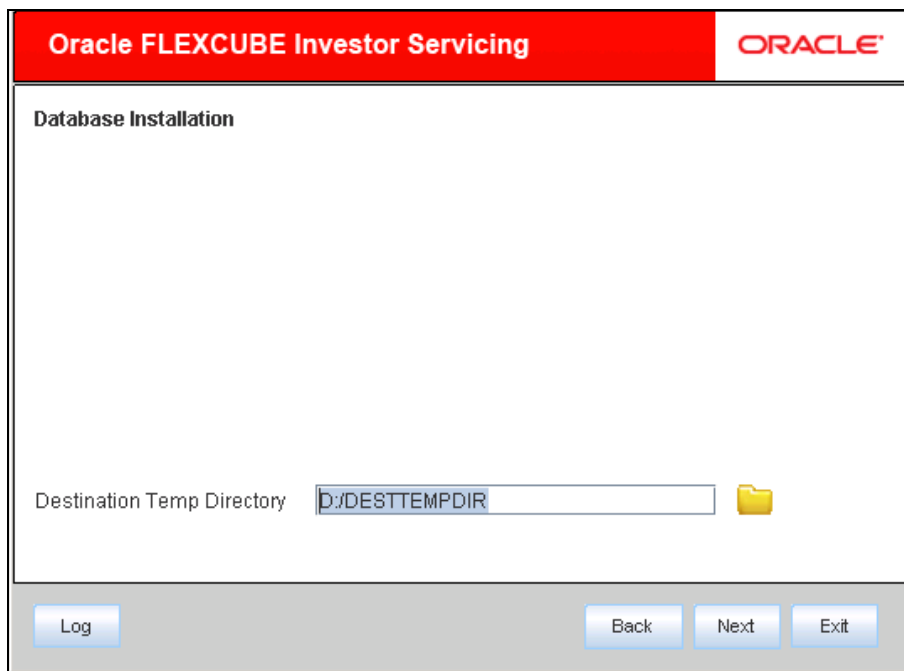 Oracle FLEXCUBE Investor Servicing
ORACLE
Database Installation
Destination Temp Directory D:/DESTTEMPDIR
Log Back Next Exit